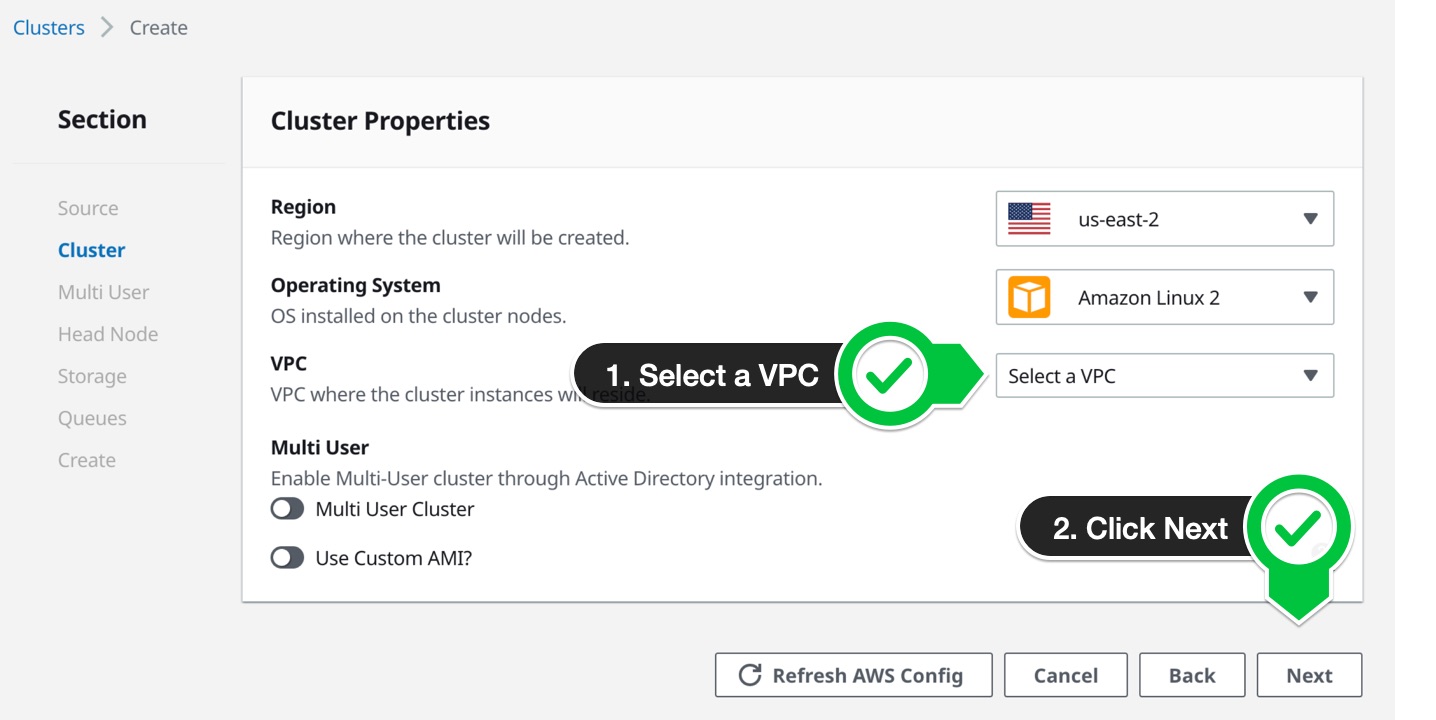 Clusters > Create
Section
Source
Cluster
Multi User
Head Node
Storage
Queues
Create
Cluster Properties
Region
Region where the cluster will be created.
us-east-2
Operating System
OS installed on the cluster nodes.
Amazon Linux 2
VPC
VPC where the cluster instances will reside.
1. Select a VPC
Select a VPC
Multi User
Enable Multi-User cluster through Active Directory integration.
Multi User Cluster
Use Custom AMI?
2. Click Next
Refresh AWS Config
Cancel
Back
Next